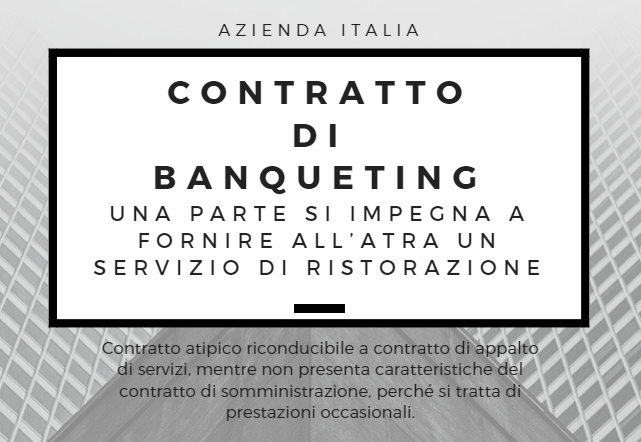 AZIENDA ITALIA
CONTRATTO
DI
BANQUETING
UNA PARTE SI IMPEGNA A
FORNIRE ALL'ATRA UN
SERVIZIO DI RISTORAZIONE
Contratto atipico riconducibile a contratto di appalto
di servizi, mentre non presenta caratteristiche del
contratto di somministrazione, perché si tratta di
prestazioni occasionali.